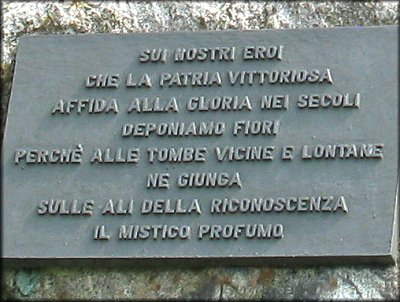 SUI NOSTRI EROI
CHE LA PATRIA VITTORIOSA
AFFIDA ALLA GLORIA NEI SECOLI
DEPONIAMO FIORI
PERCHÈ ALLE TOMBE VICINE E LONTANE
NE GIUNGA
SULLE ALI DELLA RICONOSCENZA
IL MISTICO PROFUMO